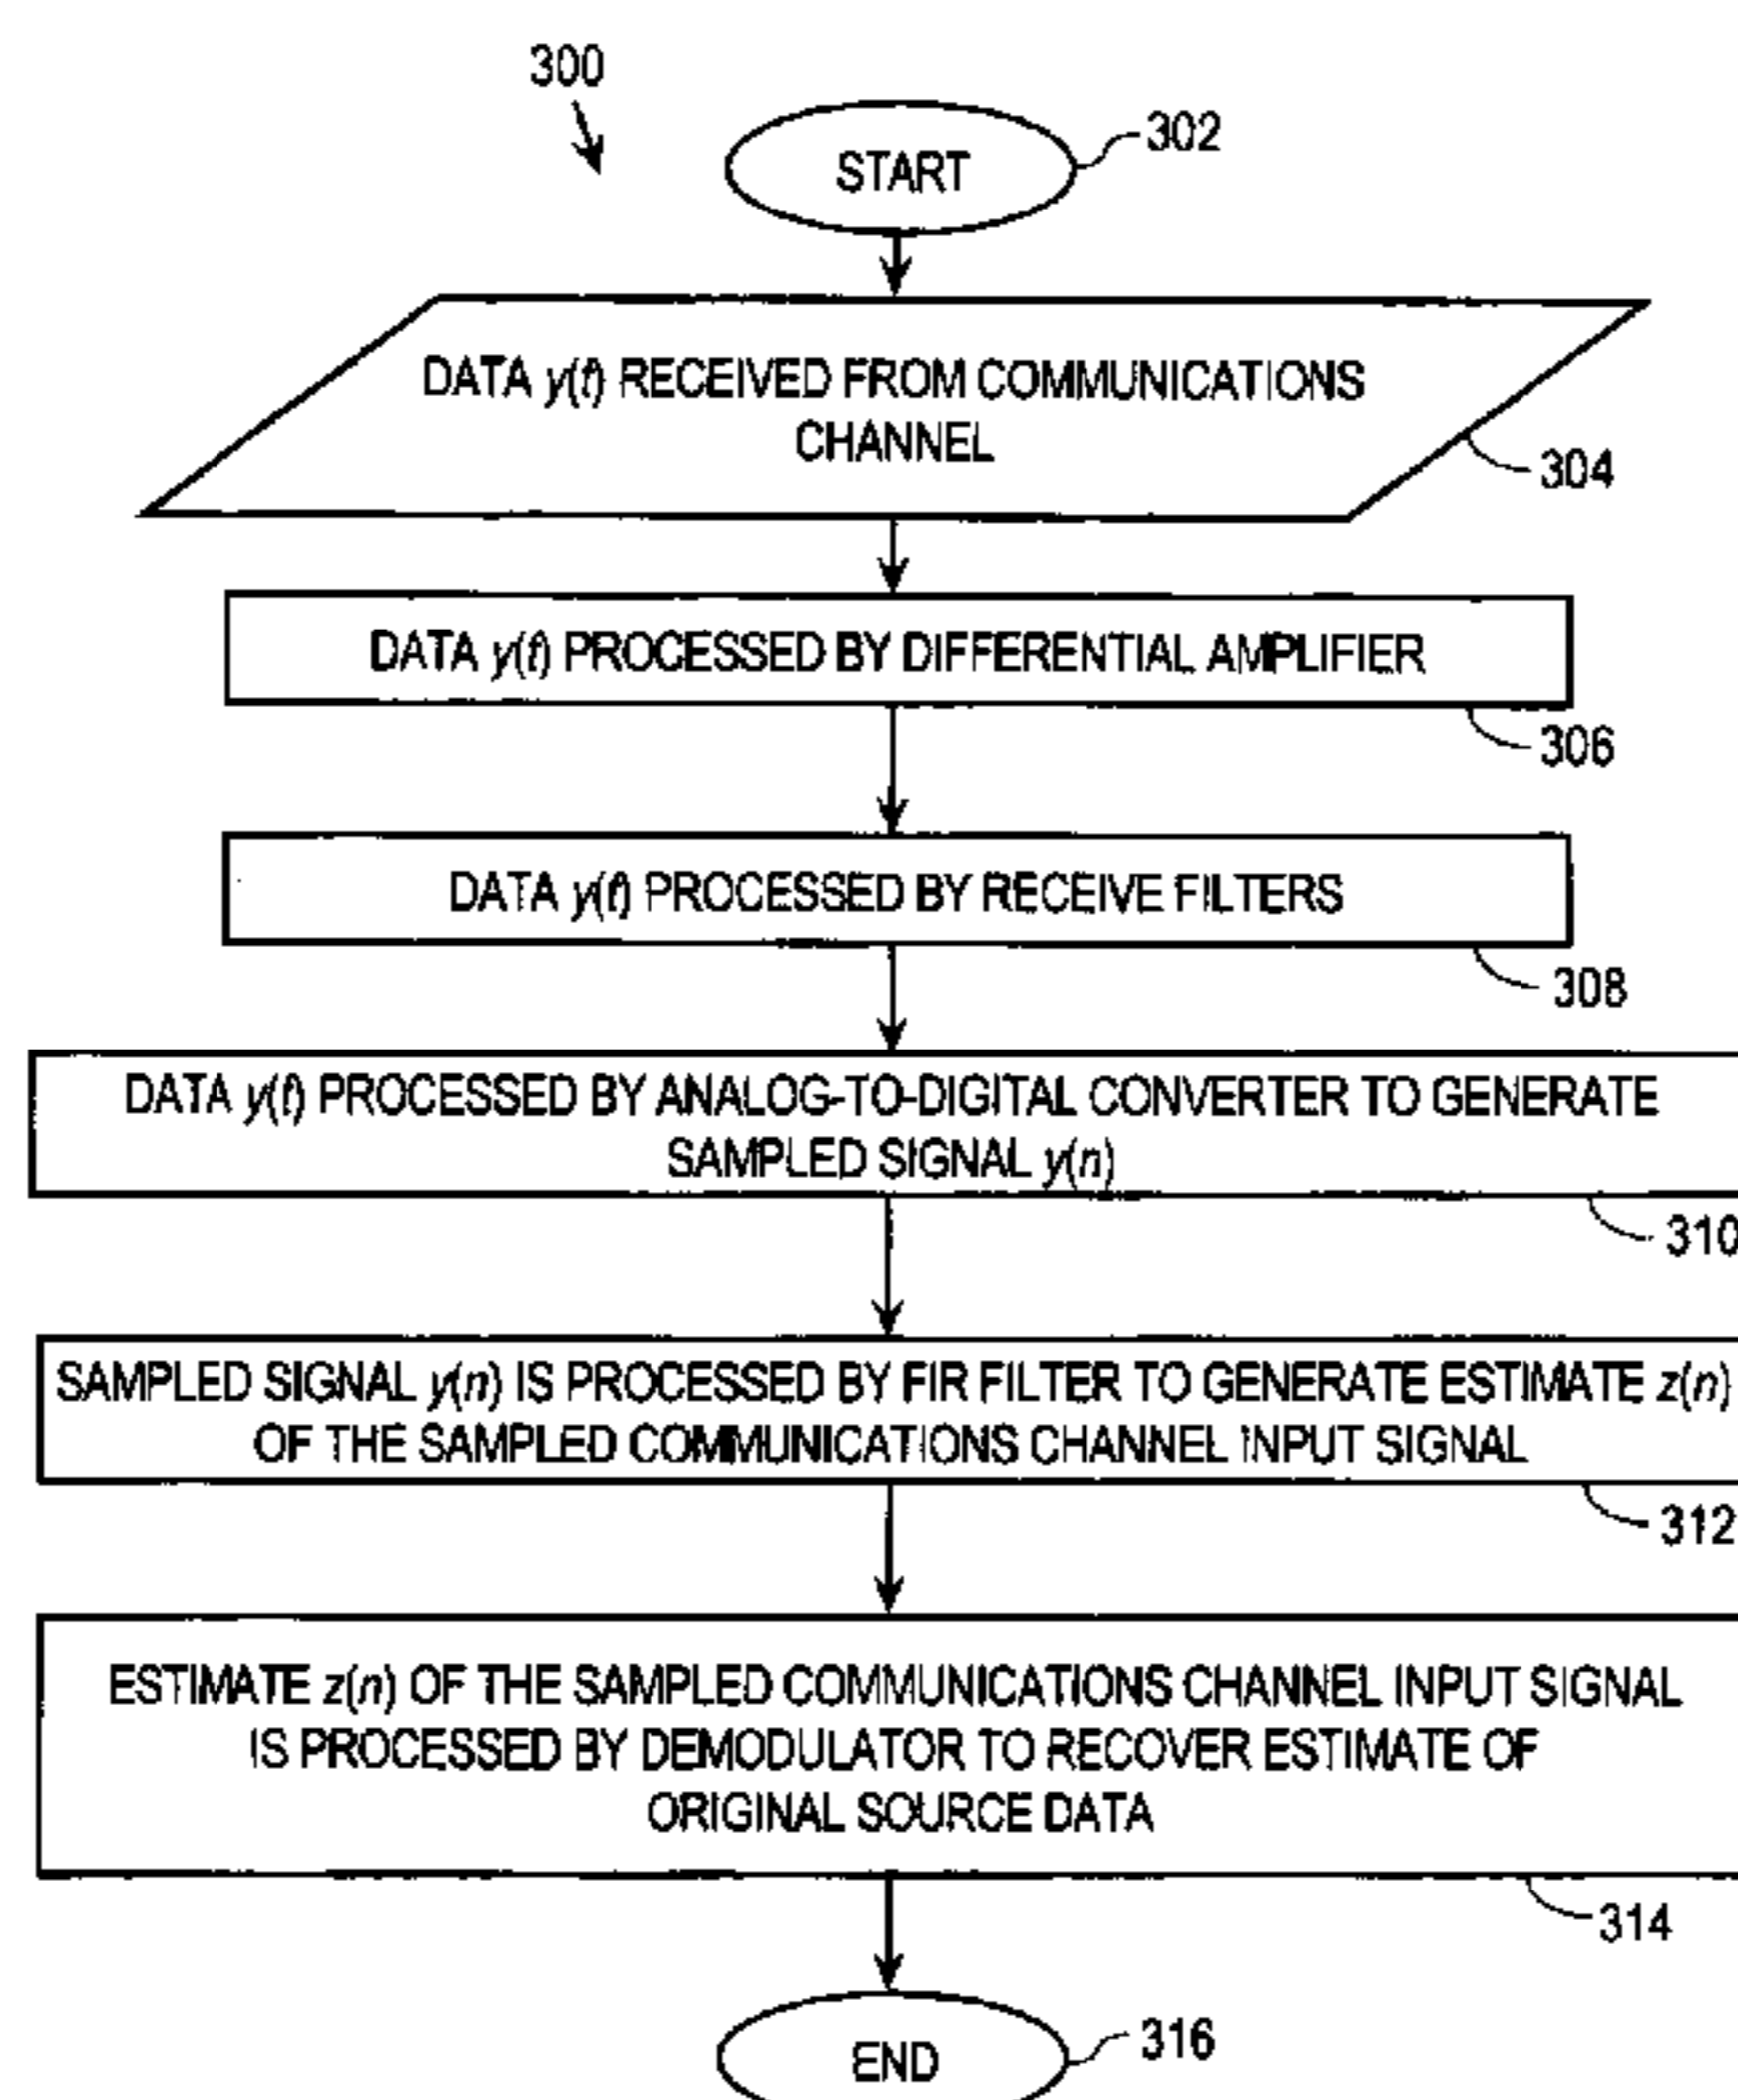 300
START
302
DATA y(t) RECEIVED FROM COMMUNICATIONS
CHANNEL
304
DATA y(t) PROCESSED BY DIFFERENTIAL AMPLIFIER
306
DATA y(t) PROCESSED BY RECEIVE FILTERS
308
DATA y(t) PROCESSED BY ANALOG-TO-DIGITAL CONVERTER TO GENERATE
SAMPLED SIGNAL y(n)
310
SAMPLED SIGNAL y(n) IS PROCESSED BY FIR FILTER TO GENERATE ESTIMATE z(n)
OF THE SAMPLED COMMUNICATIONS CHANNEL INPUT SIGNAL
312
ESTIMATE z(n) OF THE SAMPLED COMMUNICATIONS CHANNEL INPUT SIGNAL
IS PROCESSED BY DEMODULATOR TO RECOVER ESTIMATE OF
ORIGINAL SOURCE DATA
314
END
316